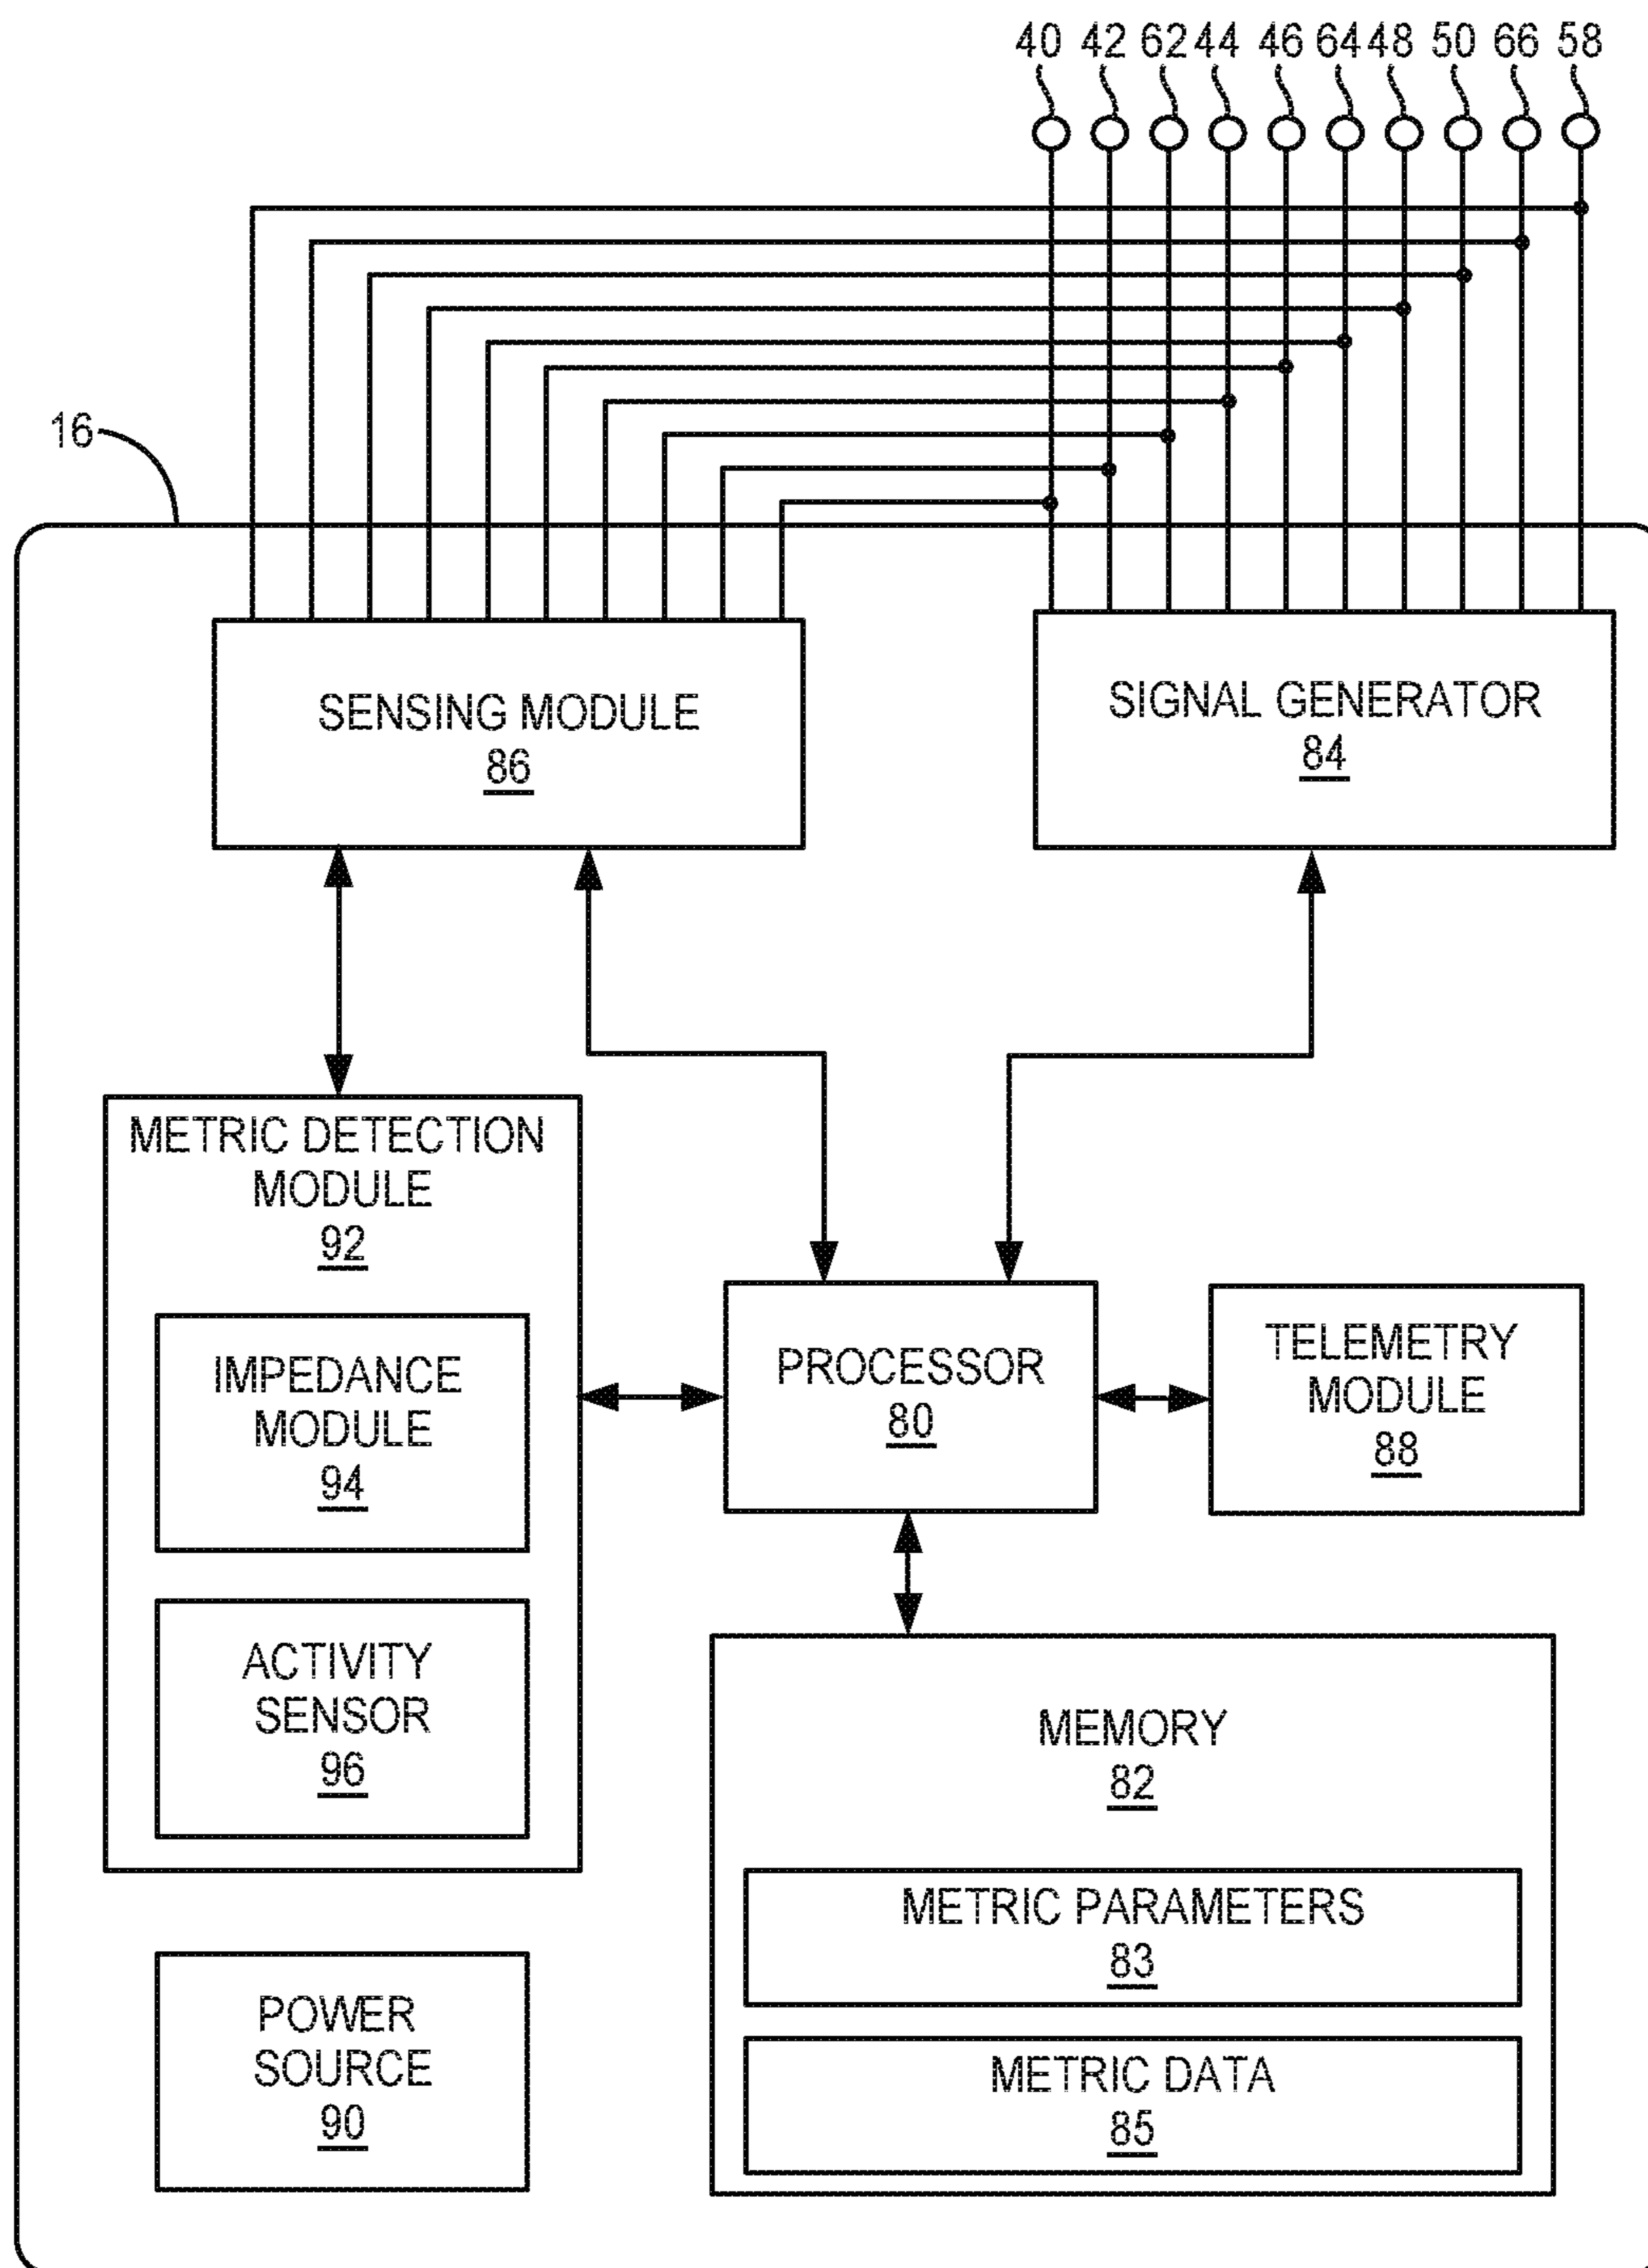 40 42 62 44 46 64 48 50 66 58
16
SENSING MODULE
86
SIGNAL GENERATOR
84
METRIC DETECTION
MODULE
92
IMPEDANCE
MODULE
94
ACTIVITY
SENSOR
96
PROCESSOR
80
TELEMETRY
MODULE
88
MEMORY
82
METRIC PARAMETERS
83
METRIC DATA
85
POWER
SOURCE
90